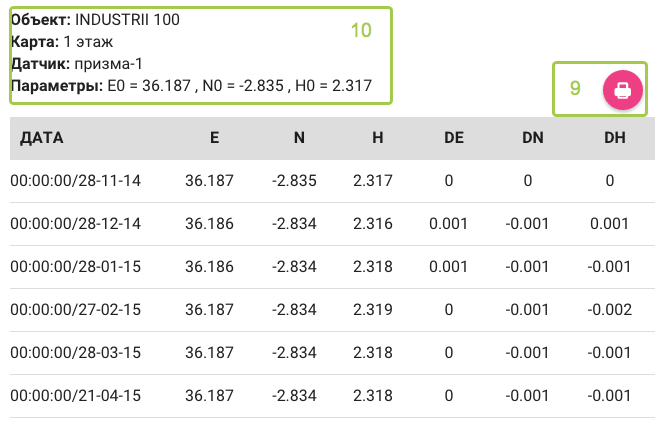 Объект: INDUSTRII 100
10
Карта: 1 этаж
Датчик: призма-1
Параметры: E0 = 36.187 , N0 = -2.835 , H0 = 2.317
9
ДАТА E N H DE DN DH
00:00:00/28-11-14 36.187 -2.835 2.317 0 0 0
00:00:00/28-12-14 36.186 -2.834 2.316 0.001 -0.001 0.001
00:00:00/28-01-15 36.186 -2.834 2.318 0.001 -0.001 -0.001
00:00:00/27-02-15 36.187 -2.834 2.319 0 -0.001 -0.002
00:00:00/28-03-15 36.187 -2.834 2.318 0 -0.001 -0.001
00:00:00/21-04-15 36.187 -2.834 2.318 0 -0.001 -0.001